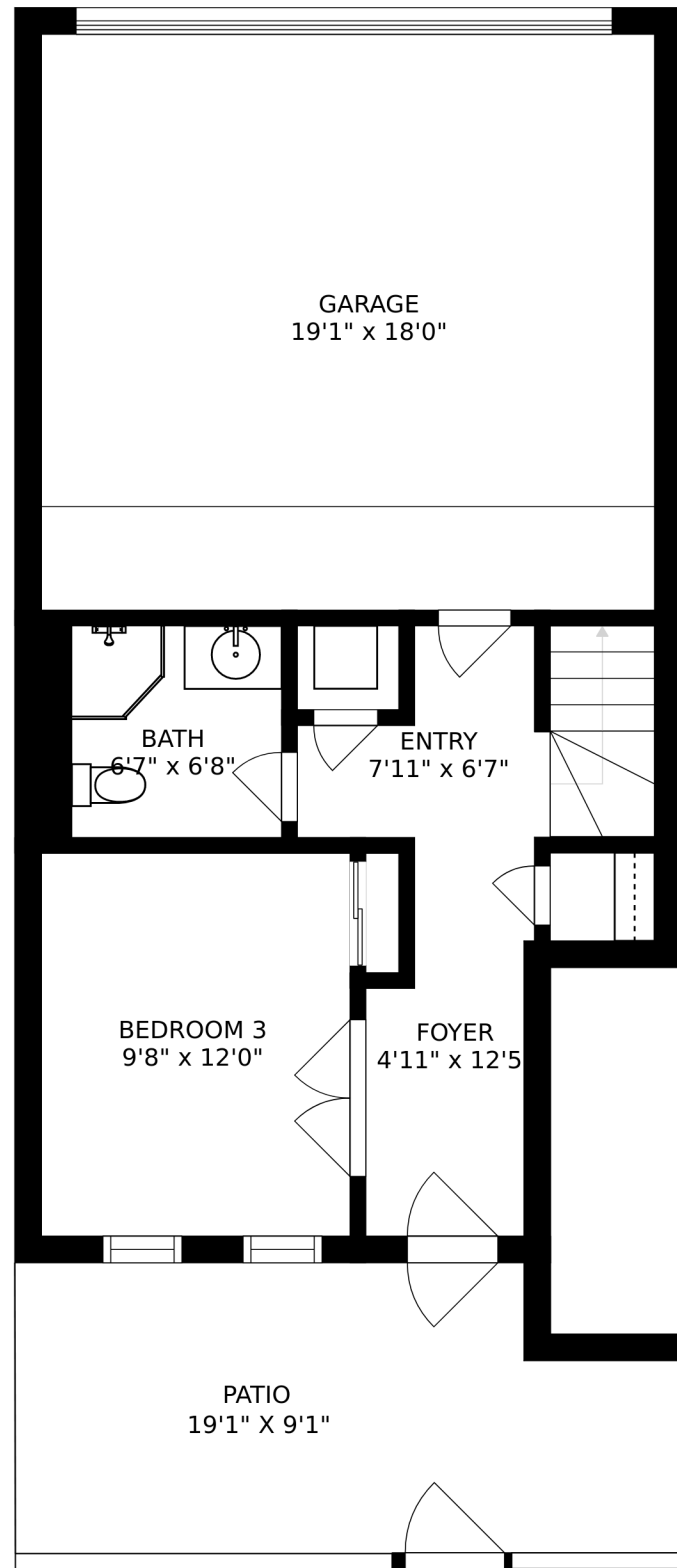 GARAGE
19'1" x 18'0"
BATH
6'7" x 6'8"
ENTRY
7'11" x 6'7"
BEDROOM 3
9'8" x 12'0"
FOYER
4'11" x 12'5
PATIO
19'1" X 9'1"